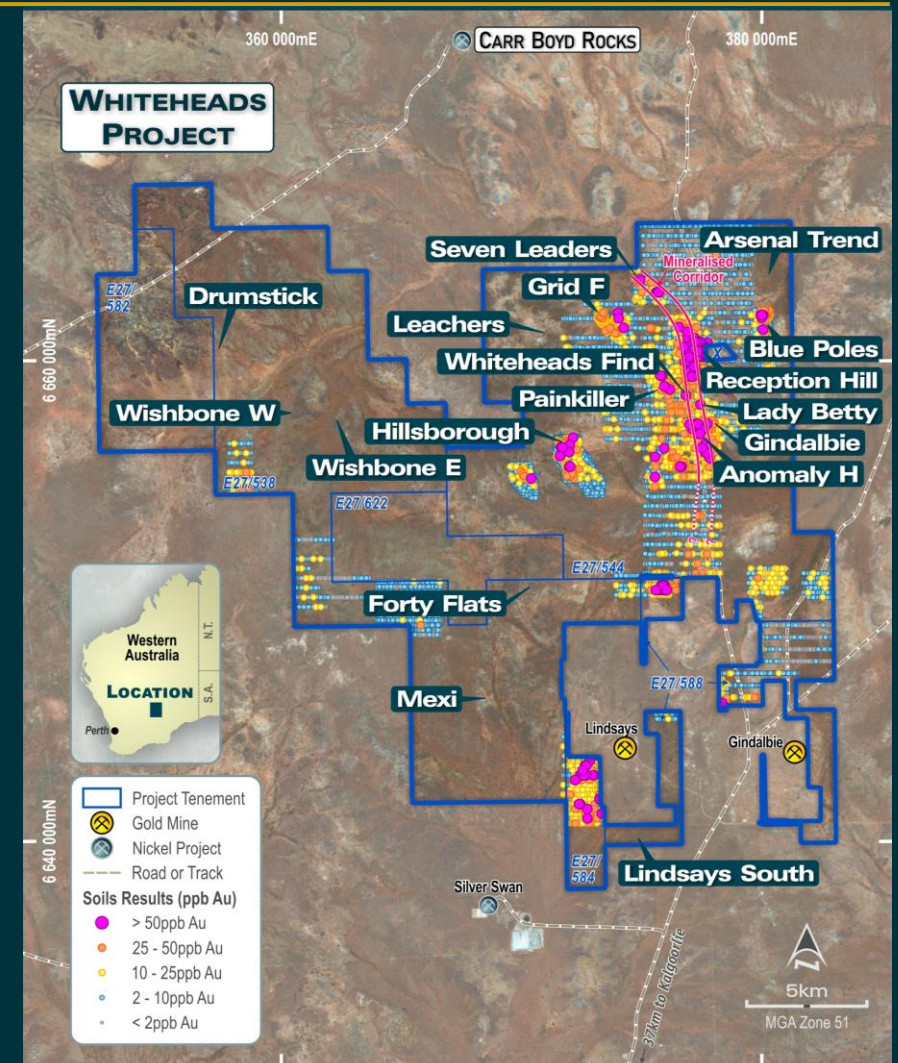 360 000mE
380 000mE
CARR BOYD ROCKS
WHITEHEADS
PROJECT
Seven Leaders
Arsenal Trend
Mineralised
Corridor
E27/
582
Drumstick
Grid F
Leachers
Blue Poles
6 660 000mN
Whiteheads Find
X
Reception Hill
Painkiller
Lady Betty
Wishbone W
Hillsborough
Gindalbie
Wishbone E
Anomaly H
E27/538
E27/622
E27/544
Forty Flats
Western
Australia
N.T.
S.A.
LOCATION
Perth
E27/588
Mexi
Lindsays
Gindalbie
Project Tenement
Gold Mine
Nickel Project
Road or Track
Soils Results (ppb Au)
> 50ppb Au
25 - 50ppb Au
10 - 25ppb Au
2 - 10ppb Au
< 2ppb Au
6 640 000mN
E27/
584
Lindsays South
Silver Swan
37km to Kalgoorlie
N
5km
MGA Zone 51